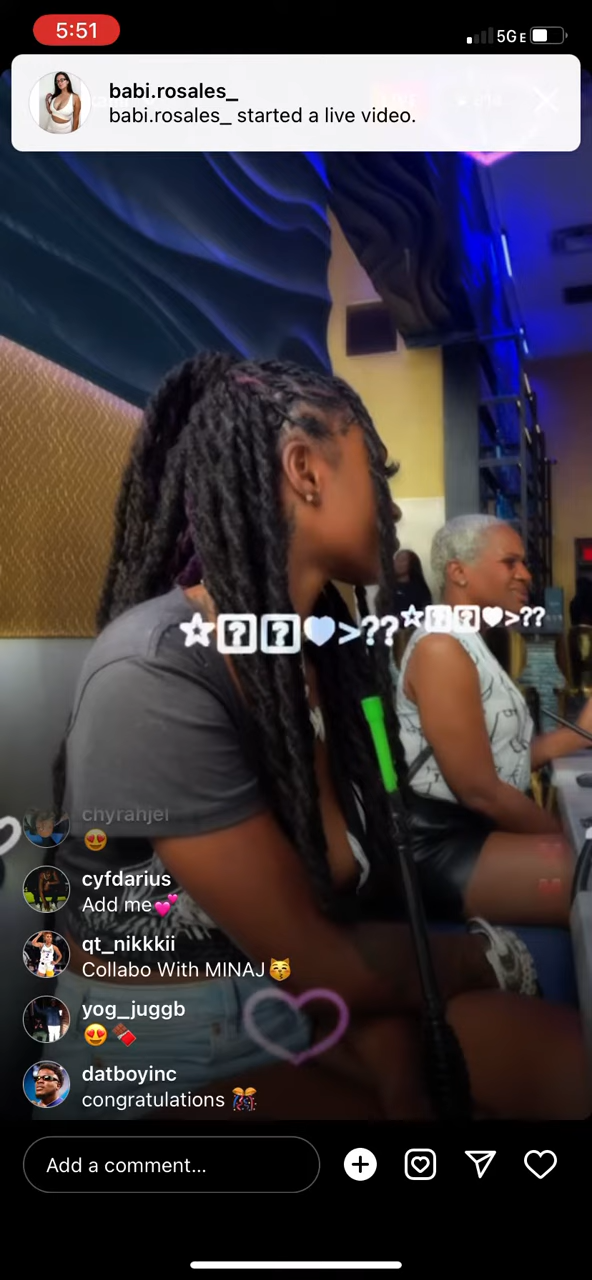 5:51
5GE
babi.rosales_
babi.rosales_ started a live video.
☆⍰⍰♥>??
☆⍰⍰♥>??
chyrahjel
😍
cyfdarius
Add me💕
qt_nikkkii
Collabo With MINAJ😽
yog_juggb
😍🍫
datboyinc
congratulations 🎊
Add a comment...